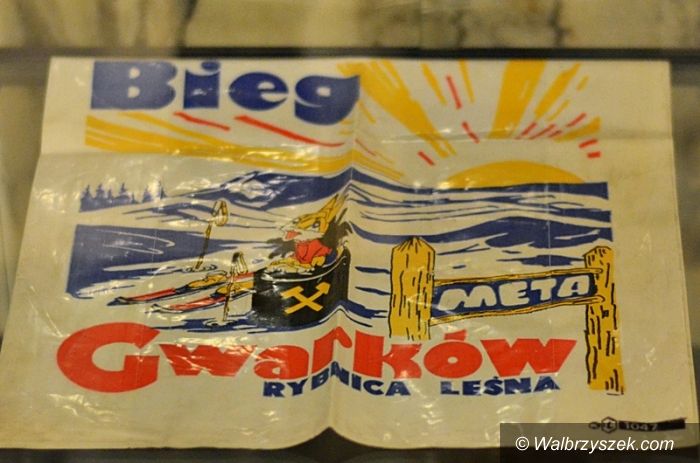 Bieg
META
Gwarków
RYBNICA LEŚNA
1047
© Walbrzyszek.com